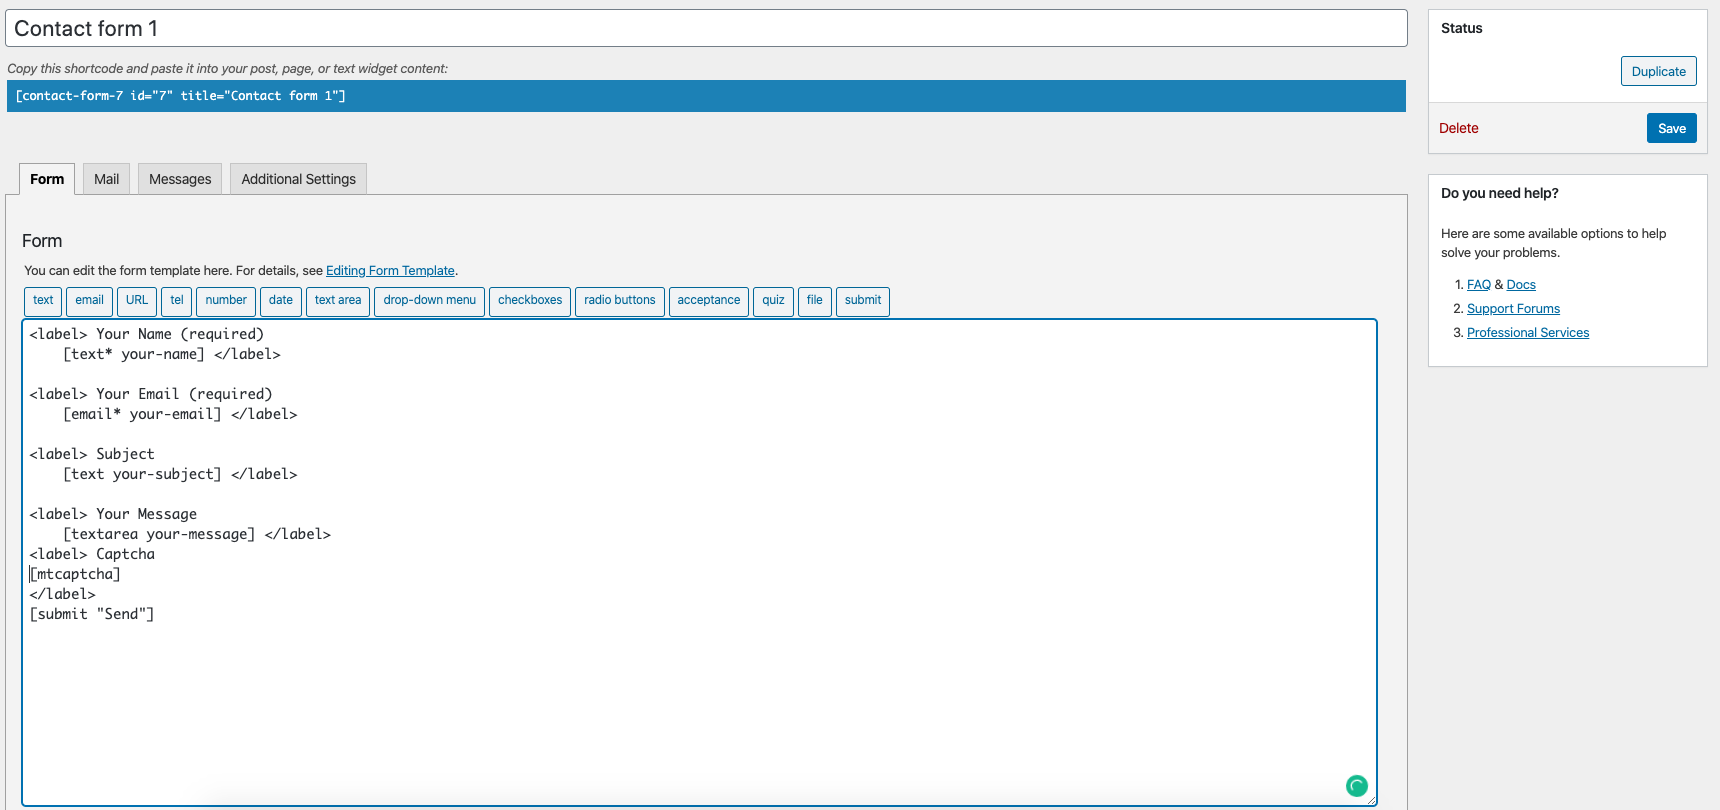 Contact form 1
Copy this shortcode and paste it into your post, page, or text widget content:
[contact-form-7 id="7" title="Contact form 1"]
Form Mail Messages Additional Settings
Form
You can edit the form template here. For details, see Editing Form Template.
text email URL tel number date text area drop-down menu checkboxes radio buttons acceptance quiz file submit
<label> Your Name (required)
    [text* your-name] </label>

<label> Your Email (required)
    [email* your-email] </label>

<label> Subject
    [text your-subject] </label>

<label> Your Message
    [textarea your-message] </label>
<label> Captcha
[mtcaptcha]
</label>
[submit "Send"]
Status
Duplicate
Delete Save
Do you need help?
Here are some available options to help
solve your problems.
1. FAQ & Docs
2. Support Forums
3. Professional Services